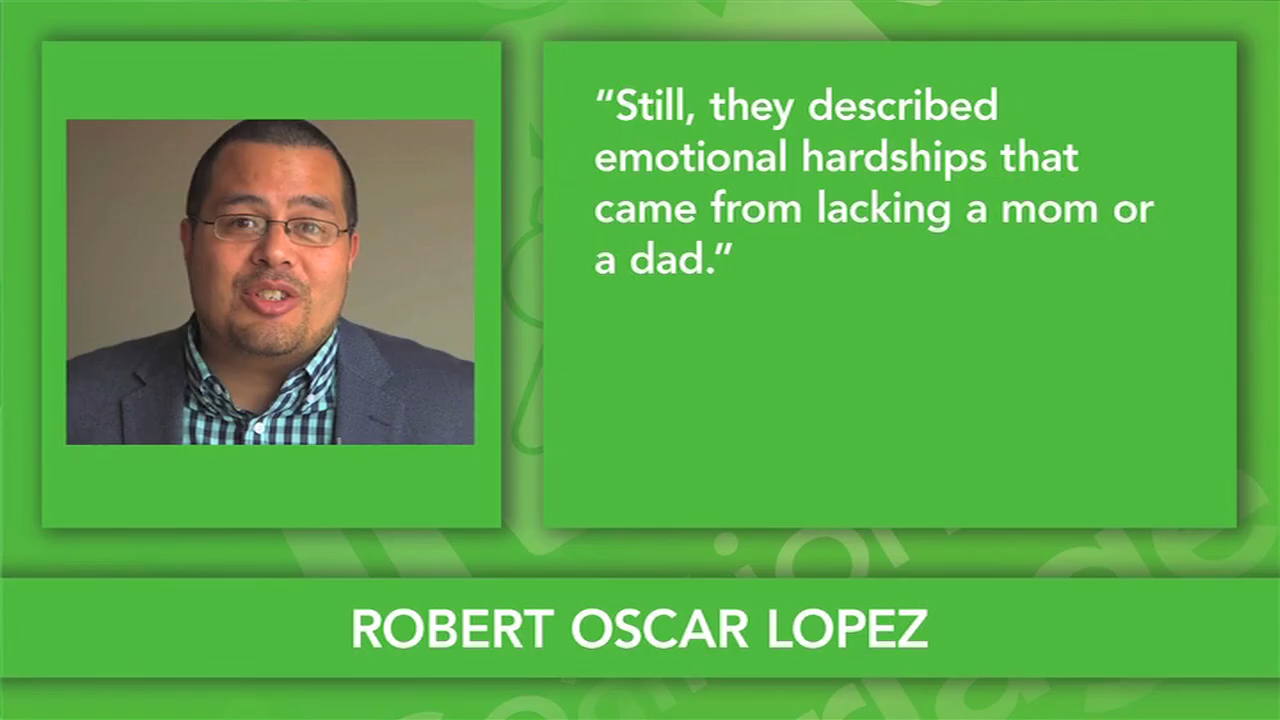 “Still, they described
emotional hardships that
came from lacking a mom or
a dad.”
ROBERT OSCAR LOPEZ